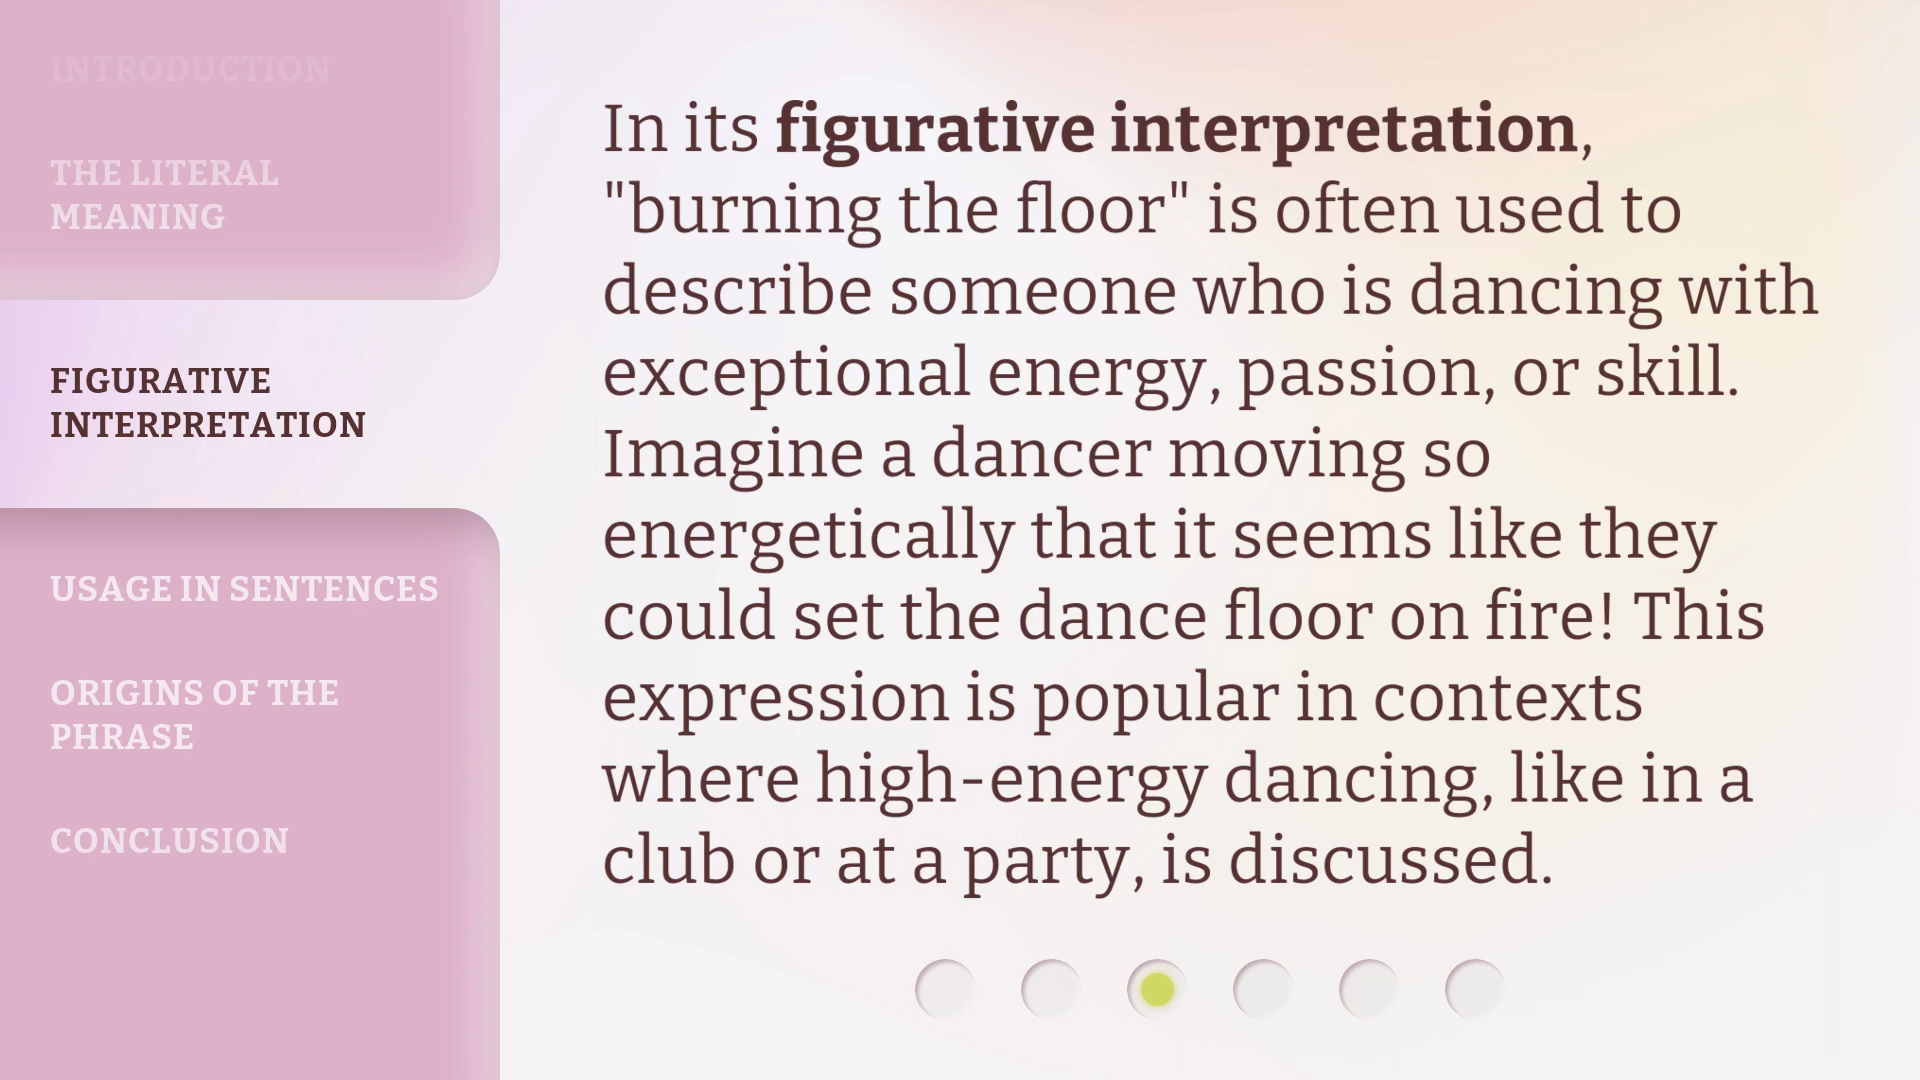 INTRODUCTION
THE LITERAL
MEANING
FIGURATIVE
INTERPRETATION
USAGE IN SENTENCES
ORIGINS OF THE
PHRASE
CONCLUSION
In its figurative interpretation,
"burning the floor" is often used to
describe someone who is dancing with
exceptional energy, passion, or skill.
Imagine a dancer moving so
energetically that it seems like they
could set the dance floor on fire! This
expression is popular in contexts
where high-energy dancing, like in a
club or at a party, is discussed.